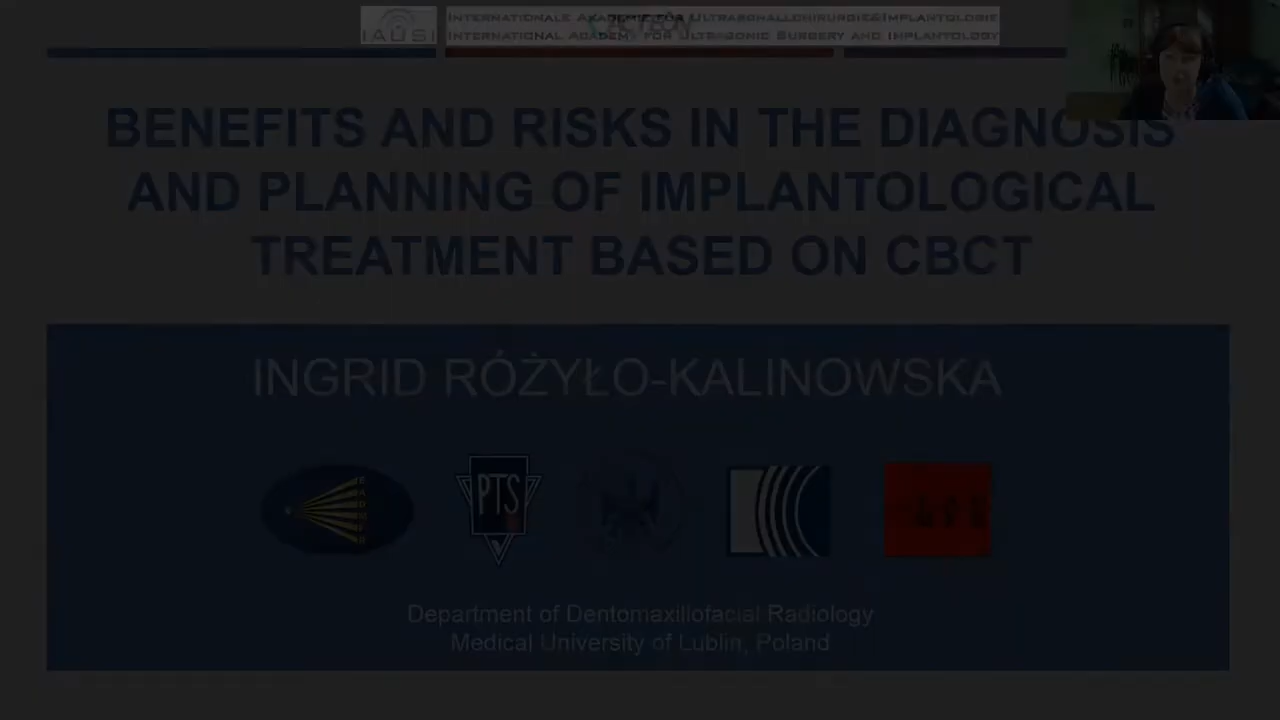 INTERNATIONALE AKADEMIE FÜR ULTRASCHALLCHIRURGIE&IMPLANTOLOGIE
IAUSI
INTERNATIONAL ACADEMY FOR ULTRASONIC SURGERY AND IMPLANTOLOGY
BENEFITS AND RISKS IN THE DIAGNOSIS
AND PLANNING OF IMPLANTOLOGICAL
TREATMENT BASED ON CBCT
INGRID RÓŻYŁO-KALINOWSKA
PTS
Department of Dentomaxillofacial Radiology
Medical University of Lublin, Poland